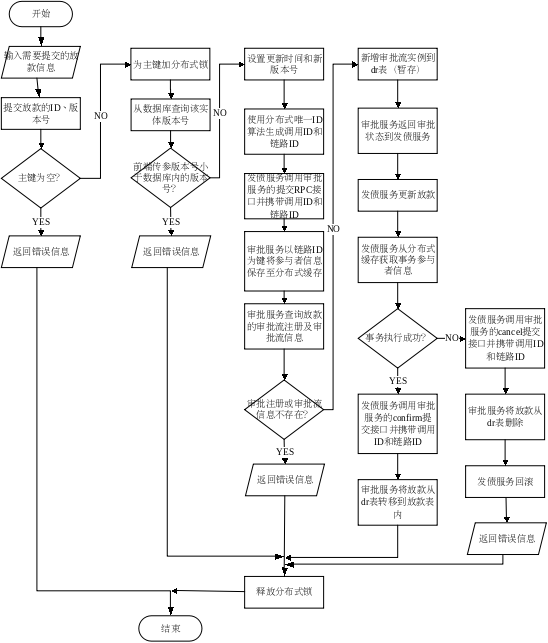 开始
输入需要提交的放
款信息
提交放款的ID、版
本号
主键为空？
YES
NO
返回错误信息
为主键加分布式锁
从数据库查询该实
体版本号
前端传参版本号小
于数据库内的版本
号？
YES
NO
返回错误信息
设置更新时间和新
版本号
使用分布式唯一ID
算法生成调用ID和
链路ID
发债服务调用审批
服务的提交RPC接
口并携带调用ID和
链路ID
审批服务以链路ID
为键将参与者信息
保存至分布式缓存
审批服务查询放款
的审批流注册及审
批流信息
审批注册或审批流
信息不存在？
YES
NO
返回错误信息
新增审批流实例到
dr表（暂存）
审批服务返回审批
状态到发债服务
发债服务更新放款
发债服务从分布式
缓存获取事务参与
者信息
事务执行成功？
YES
NO
发债服务调用审批
服务的confirm提
交接口并携带调用
ID和链路ID
审批服务将放款从
dr表转移到放款表
内
发债服务调用审批
服务的cancel提交
接口并携带调用ID
和链路ID
审批服务将放款从
dr表删除
发债服务回滚
返回错误信息
释放分布式锁
结束